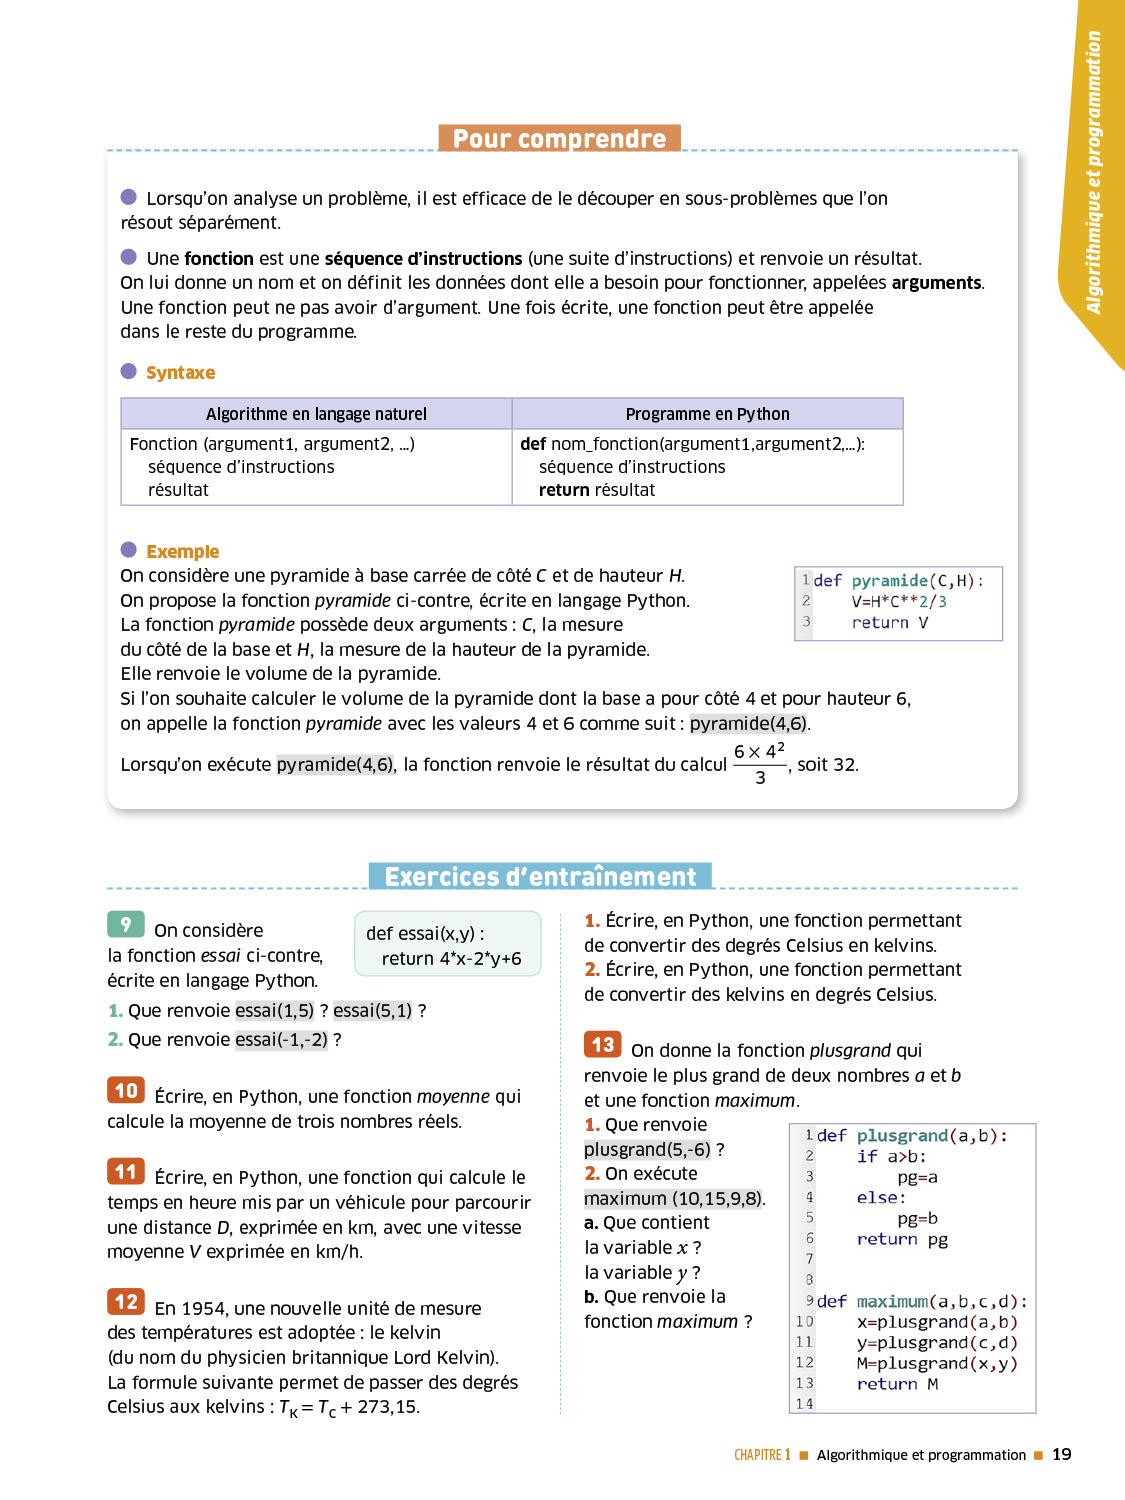 Algorithmique et programmation
Pour comprendre
Lorsqu'on analyse un problème, il est efficace de le découper en sous-problèmes que l'on
résout séparément.
Une fonction est une séquence d'instructions (une suite d'instructions) et renvoie un résultat.
On lui donne un nom et on définit les données dont elle a besoin pour fonctionner, appelées arguments.
Une fonction peut ne pas avoir d'argument. Une fois écrite, une fonction peut être appelée
dans le reste du programme.
Syntaxe
Algorithme en langage naturel
Programme en Python
Fonction (argument1, argument2, ...)
séquence d'instructions
résultat
def nom_fonction(argument1,argument2,...):
séquence d'instructions
return résultat
Exemple
On considère une pyramide à base carrée de côté C et de hauteur H.
On propose la fonction pyramide ci-contre, écrite en langage Python.
La fonction pyramide possède deux arguments : C, la mesure
du côté de la base et H, la mesure de la hauteur de la pyramide.
Elle renvoie le volume de la pyramide.
Si l'on souhaite calculer le volume de la pyramide dont la base a pour côté 4 et pour hauteur 6,
on appelle la fonction pyramide avec les valeurs 4 et 6 comme suit : pyramide(4,6).
Lorsqu'on exécute pyramide(4,6), la fonction renvoie le résultat du calcul 6 × 4² / 3, soit 32.
1 def pyramide(C,H):
2 V=H*C**2/3
3 return V
Exercices d'entraînement
9 On considère
la fonction essai ci-contre,
écrite en langage Python.
def essai(x,y) :
return 4*x-2*y+6
1. Que renvoie essai(1,5) ? essai(5,1) ?
2. Que renvoie essai(-1,-2) ?
10 Écrire, en Python, une fonction moyenne qui
calcule la moyenne de trois nombres réels.
11 Écrire, en Python, une fonction qui calcule le
temps en heure mis par un véhicule pour parcourir
une distance D, exprimée en km, avec une vitesse
moyenne V exprimée en km/h.
12 En 1954, une nouvelle unité de mesure
des températures est adoptée : le kelvin
(du nom du physicien britannique Lord Kelvin).
La formule suivante permet de passer des degrés
Celsius aux kelvins : TK = TC + 273,15.
1. Écrire, en Python, une fonction permettant
de convertir des degrés Celsius en kelvins.
2. Écrire, en Python, une fonction permettant
de convertir des kelvins en degrés Celsius.
13 On donne la fonction plusgrand qui
renvoie le plus grand de deux nombres a et b
et une fonction maximum.
1. Que renvoie
plusgrand(5,-6) ?
2. On exécute
maximum (10,15,9,8).
a. Que contient
la variable x ?
la variable y ?
b. Que renvoie la
fonction maximum ?
1 def plusgrand(a,b):
2 if a>b:
3 pg=a
4 else:
5 pg=b
6 return pg
7
8
9 def maximum(a,b,c,d):
10 x=plusgrand(a,b)
11 y=plusgrand(c,d)
12 M=plusgrand(x,y)
13 return M
14
CHAPITRE 1 ■ Algorithmique et programmation ■ 19